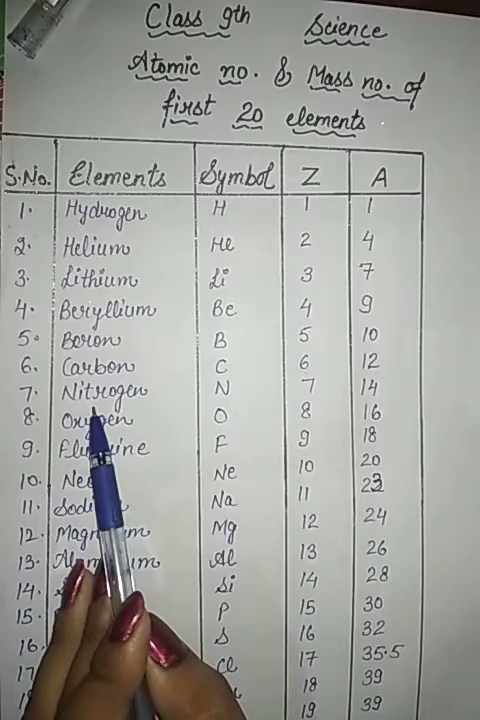 Class 9th Science
Atomic no. & Mass no. of
first 20 elements
S.No. Elements Symbol Z A
1. Hydrogen H 1 1
2. Helium He 2 4
3. Lithium Li 3 7
4. Beryllium Be 4 9
5. Boron B 5 10
6. Carbon C 6 12
7. Nitrogen N 7 14
8. Oxygen O 8 16
9. F 9 18
10. Ne 10 20
11. Na 11 23
12. Mg 12 24
13. Al 13 26
14. Si 14 28
15. P 15 30
16. S 16 32
17 Cl 17 35.5
18 39
19 39